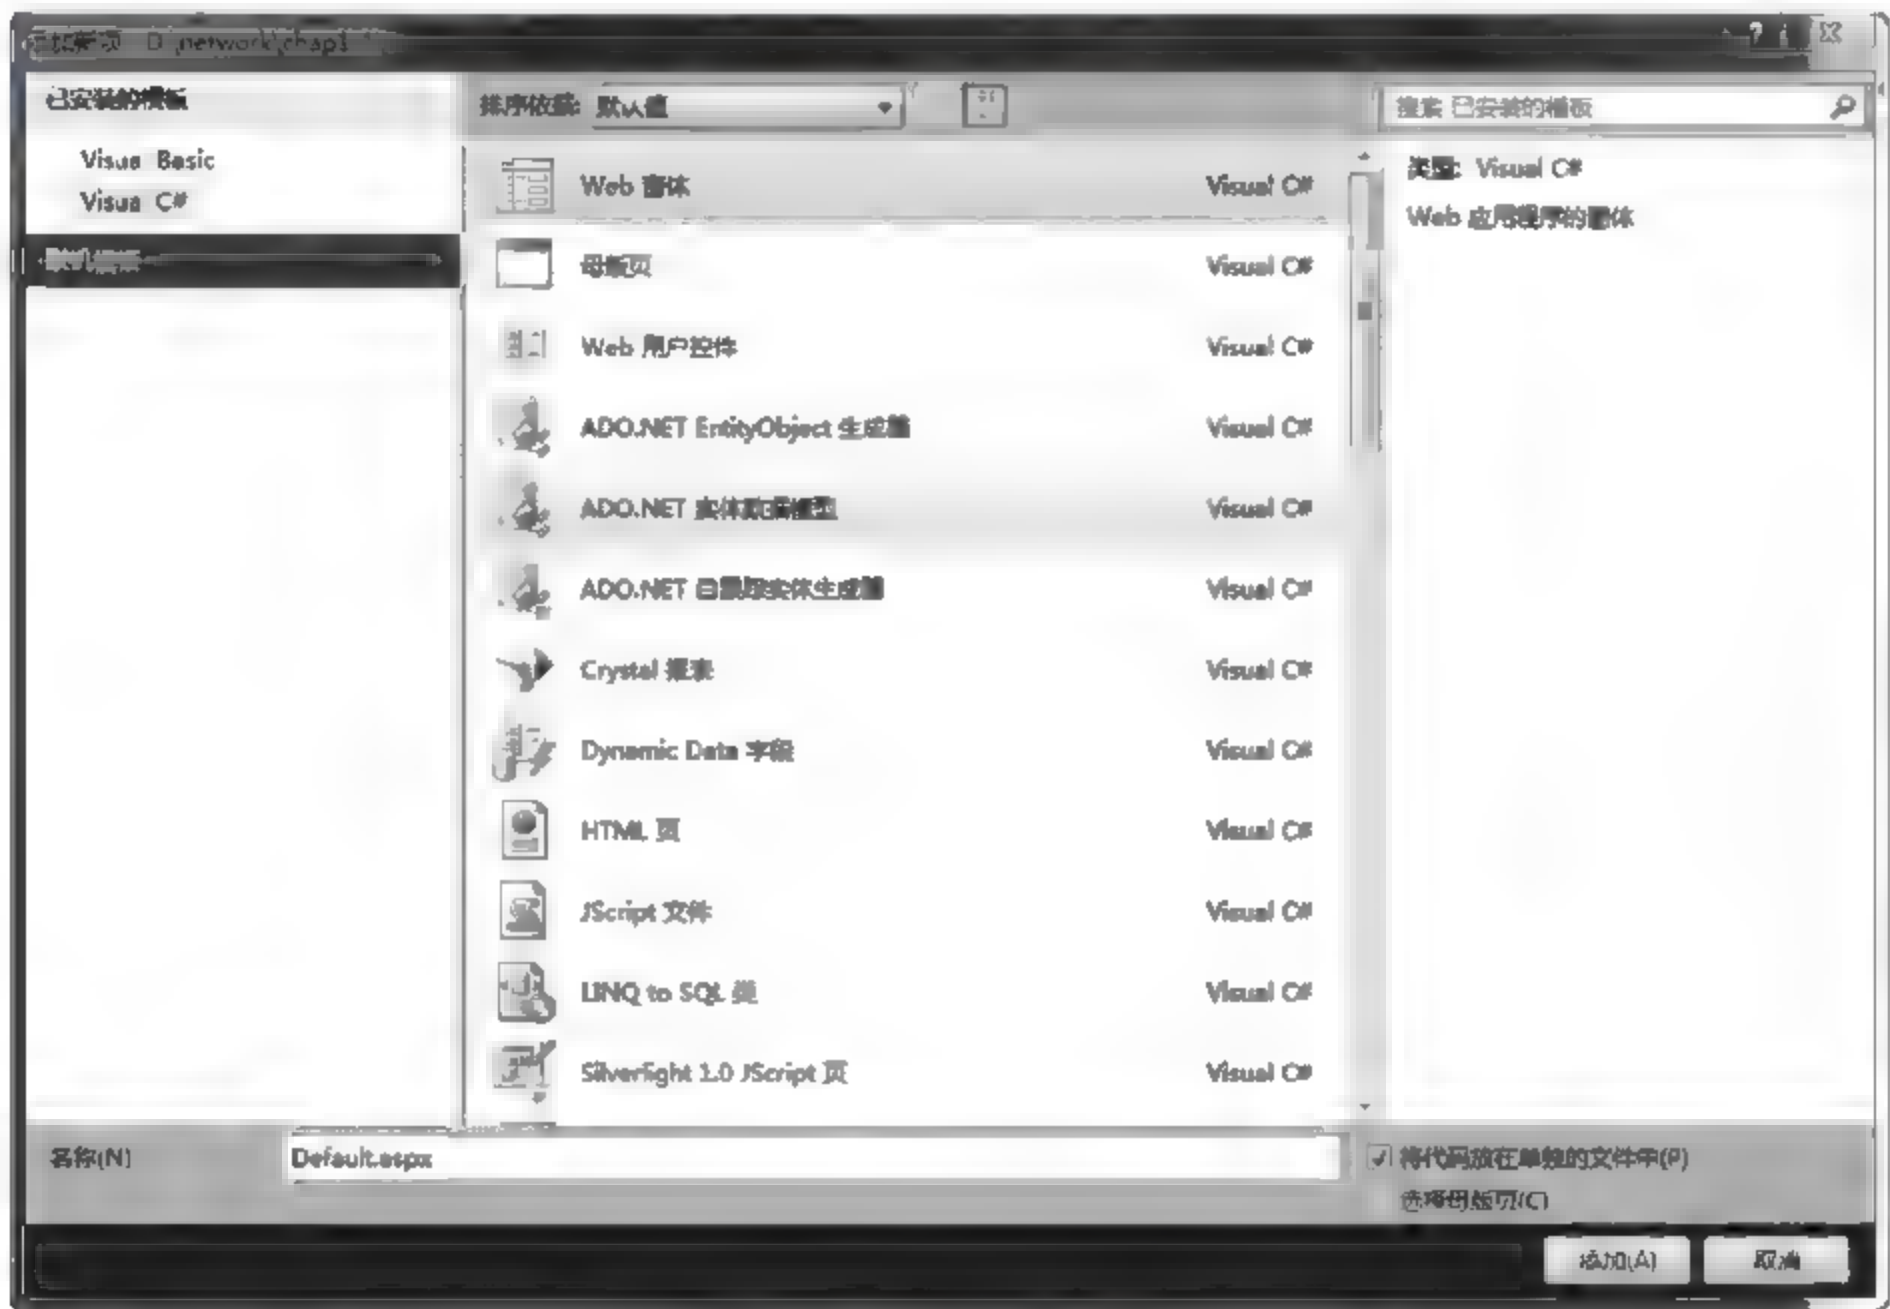 D:\network\chap1
已安装的模板
排序依据: 默认值
搜索 已安装的模板
Visua Basic
Visua C#
Web 窗体 Visual C#
母版页 Visual C#
Web 用户控件 Visual C#
ADO.NET EntityObject 生成器 Visual C#
ADO.NET 实体数据模型 Visual C#
ADO.NET 自跟踪实体生成器 Visual C#
Crystal 报表 Visual C#
Dynamic Data 字段 Visual C#
HTML 页 Visual C#
JScript 文件 Visual C#
LINQ to SQL 类 Visual C#
Silverlight 1.0 JScript 页 Visual C#
类型: Visual C#
Web 应用程序的窗体
名称(N)
Default.aspx
将代码放在单独的文件中(P)
选择母版页(C)
添加(A)
取消